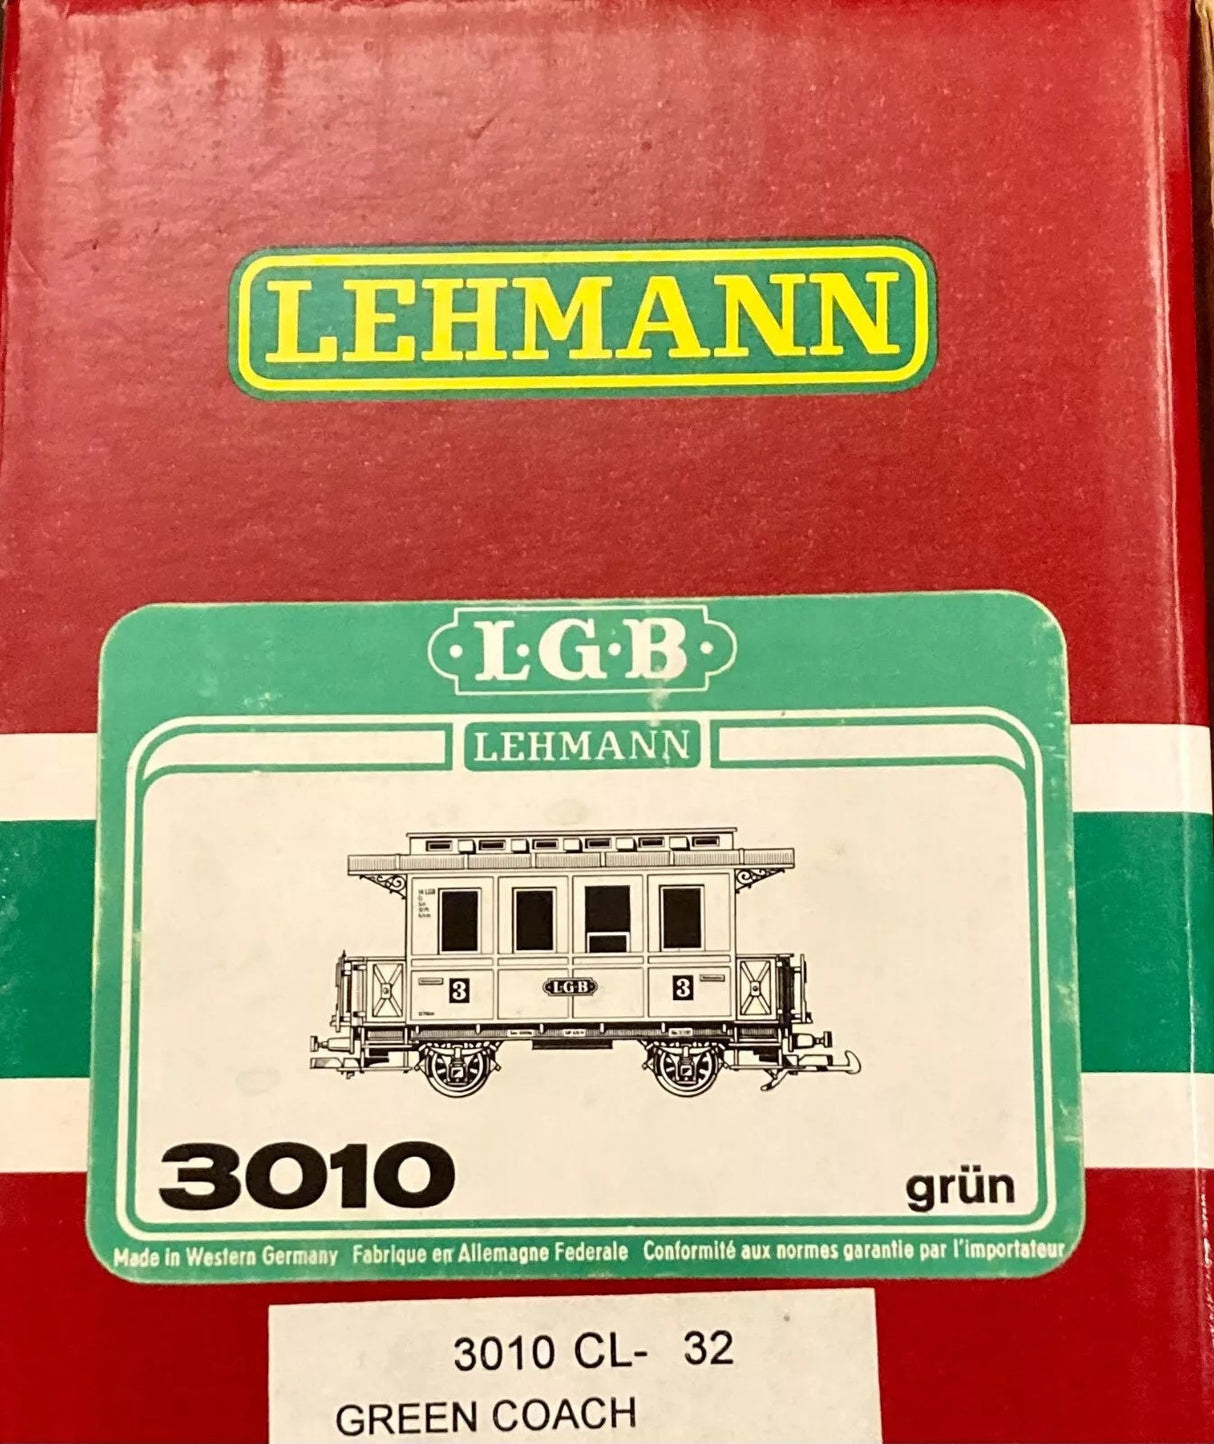 LEHMANN
L·G·B
LEHMANN
3 L·G·B 3
3010 grün
Made in Western Germany Fabrique en Allemagne Federale Conformité aux normes garantie par l'importateur
3010 CL- 32
GREEN COACH